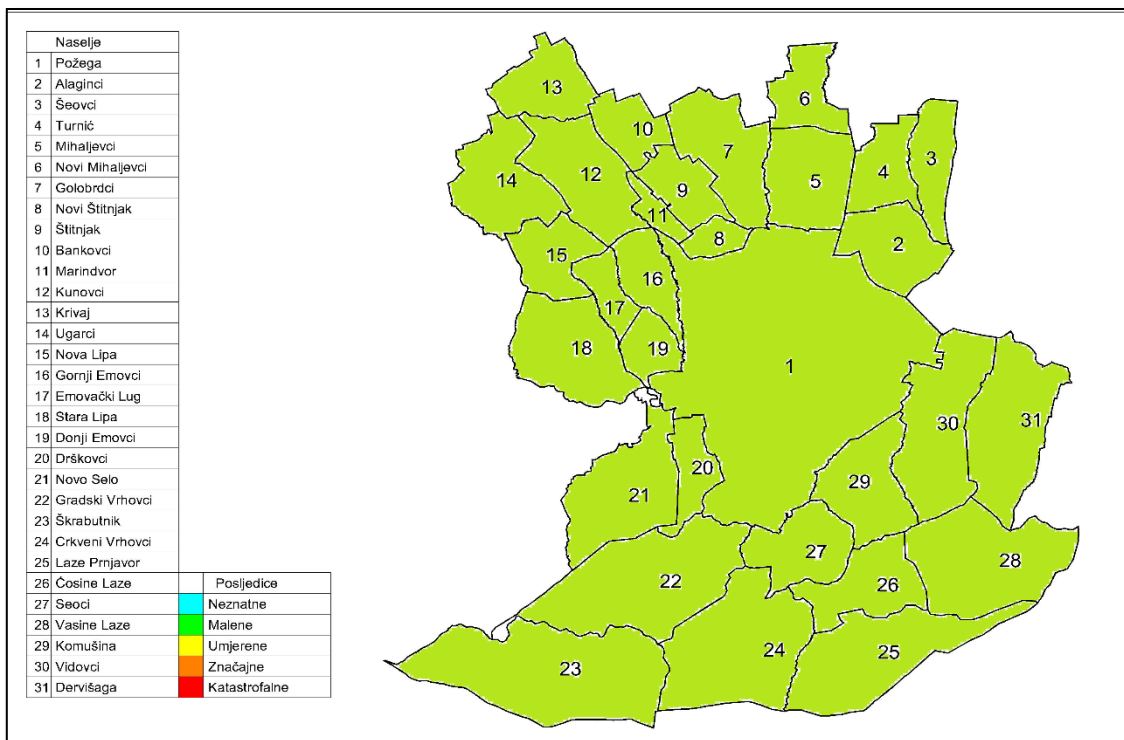 Naselje
1 Požega
2 Alaginci
3 Šeovci
4 Turnić
5 Mihaljevci
6 Novi Mihaljevci
7 Golobrdci
8 Novi Štitnjak
9 Štitnjak
10 Bankovci
11 Marindvor
12 Kunovci
13 Krivaj
14 Ugarci
15 Nova Lipa
16 Gornji Emovci
17 Emovački Lug
18 Stara Lipa
19 Donji Emovci
20 Drškovci
21 Novo Selo
22 Gradski Vrhovci
23 Škrabutnik
24 Crkveni Vrhovci
25 Laze Prnjavor
26 Ćosine Laze Posljedice
27 Seoci Neznatne
28 Vasine Laze Malene
29 Komušina Umjerene
30 Vidovci Značajne
31 Dervišaga Katastrofalne
13
6
10
7
3
12
4
14
5
9
11
8
2
15
16
17
18
19
1
31
30
20
29
21
27
28
22
26
25
24
23